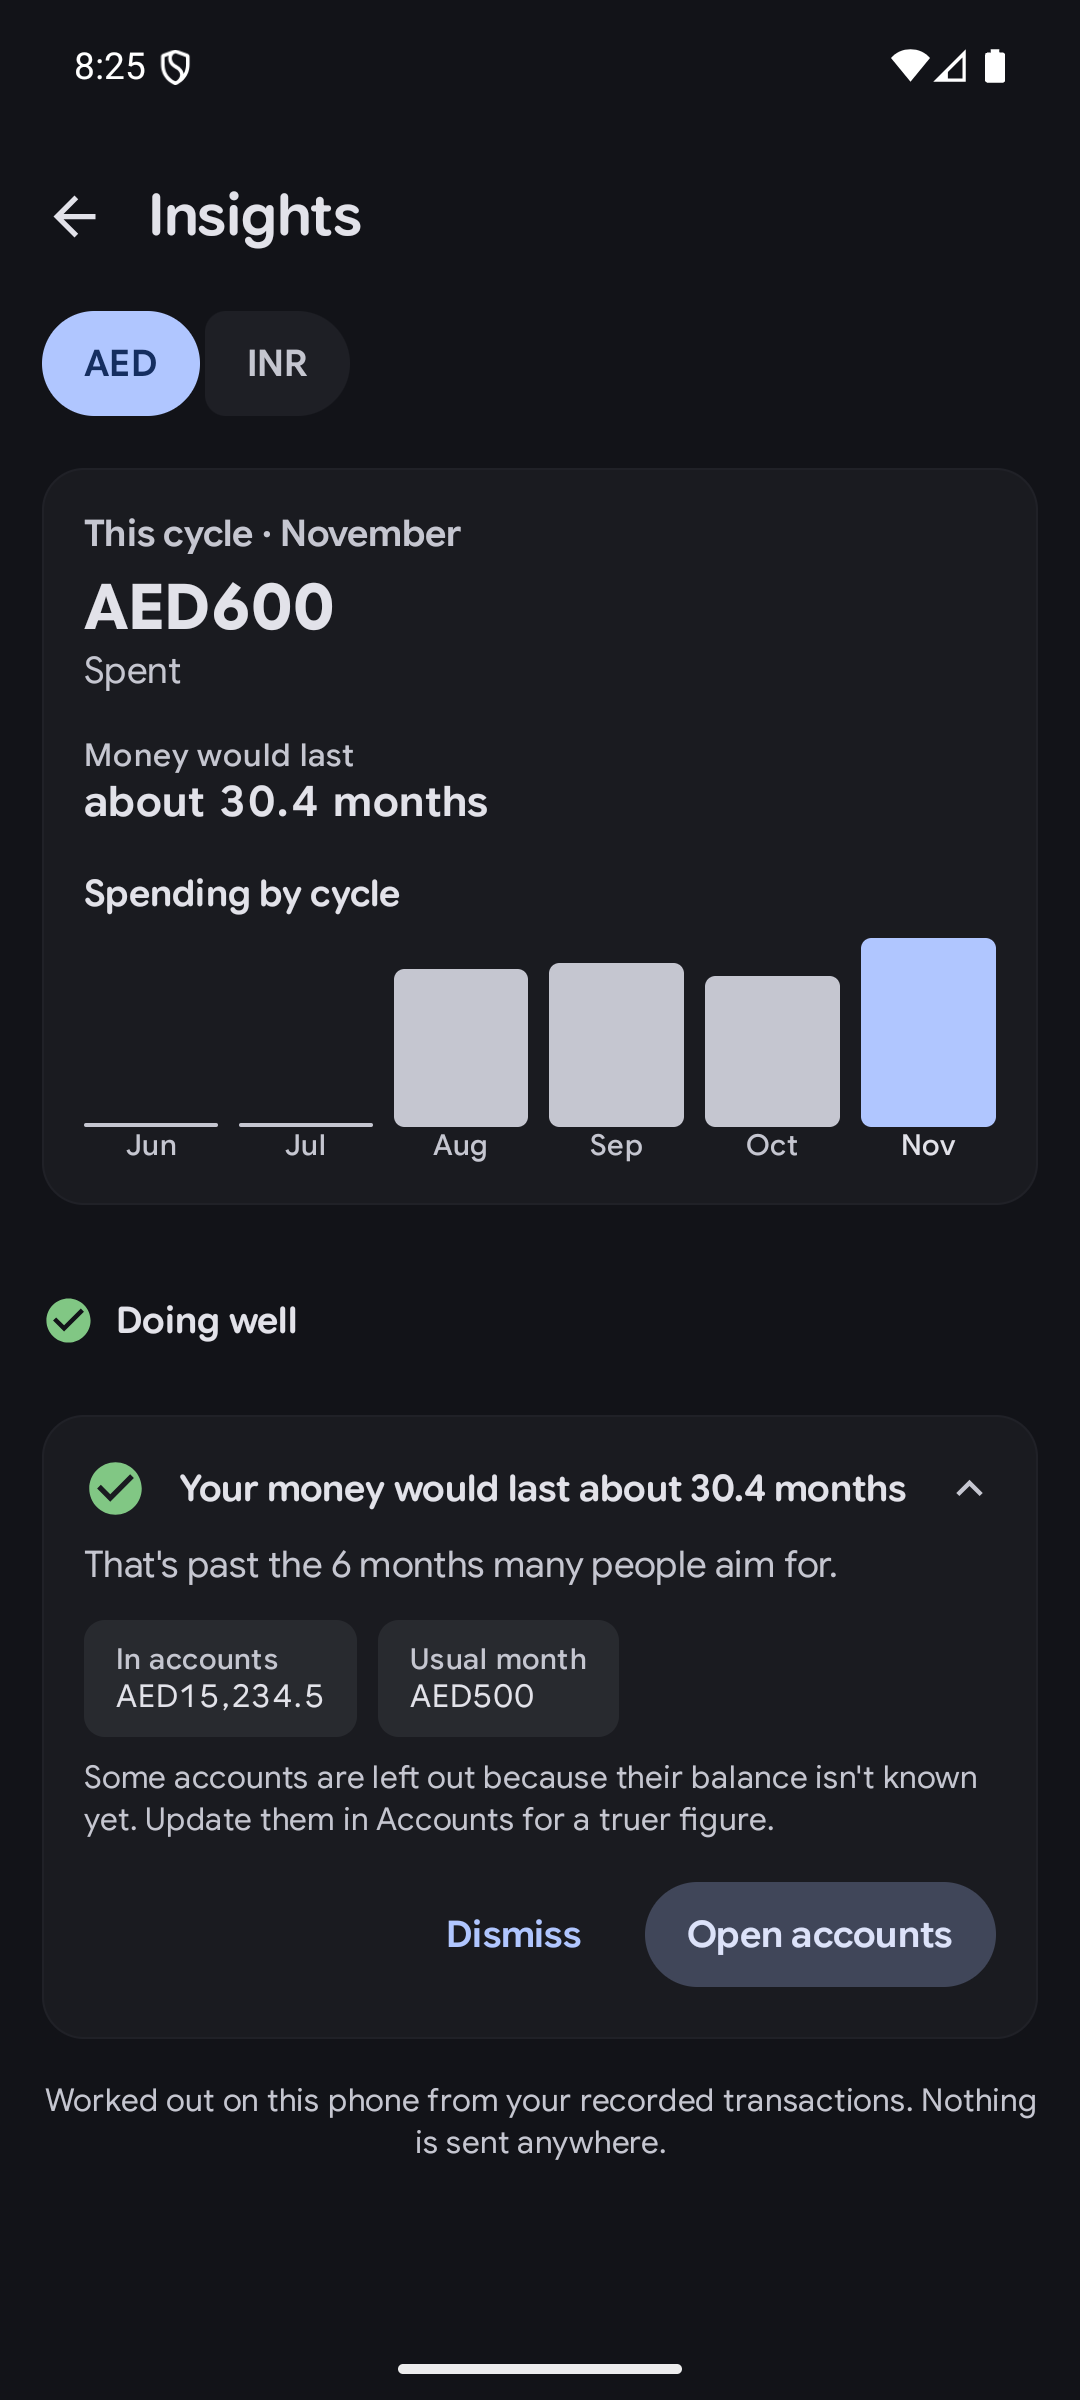 8:25
Insights
AED
INR
This cycle · November
AED600
Spent
Money would last
about 30.4 months
Spending by cycle
Jun
Jul
Aug
Sep
Oct
Nov
Doing well
Your money would last about 30.4 months
That's past the 6 months many people aim for.
In accounts
AED15,234.5
Usual month
AED500
Some accounts are left out because their balance isn't known
yet. Update them in Accounts for a truer figure.
Dismiss
Open accounts
Worked out on this phone from your recorded transactions. Nothing
is sent anywhere.